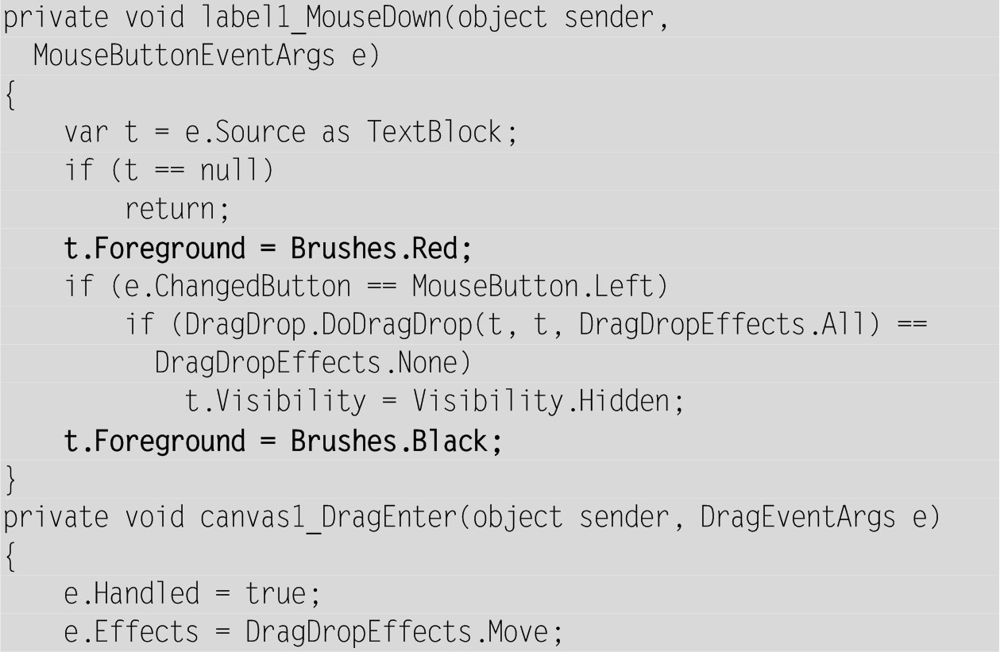 private void label1_MouseDown(object sender,
  MouseButtonEventArgs e)
{
    var t = e.Source as TextBlock;
    if (t == null)
        return;
    t.Foreground = Brushes.Red;
    if (e.ChangedButton == MouseButton.Left)
        if (DragDrop.DoDragDrop(t, t, DragDropEffects.All) ==
          DragDropEffects.None)
            t.Visibility = Visibility.Hidden;
    t.Foreground = Brushes.Black;
}
private void canvas1_DragEnter(object sender, DragEventArgs e)
{
    e.Handled = true;
    e.Effects = DragDropEffects.Move;